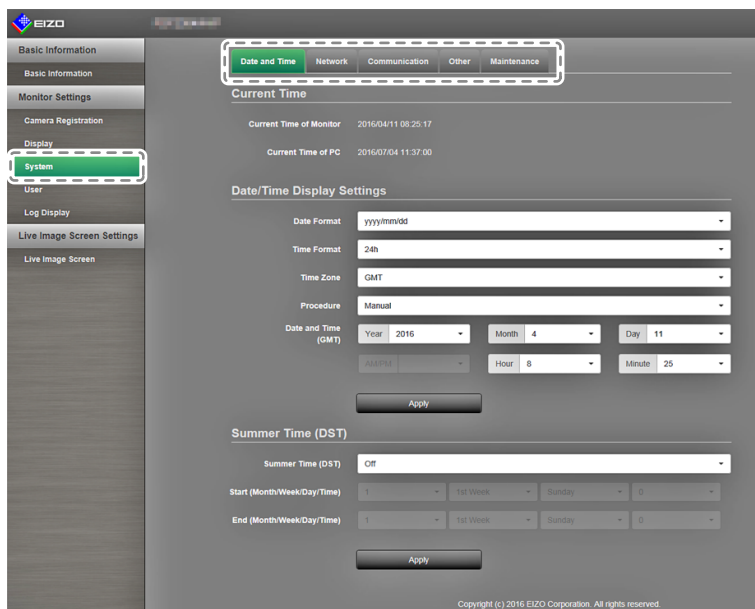 EIZO
Basic Information
Basic Information
Monitor Settings
Camera Registration
Display
System
User
Log Display
Live Image Screen Settings
Live Image Screen
Date and Time Network Communication Other Maintenance
Current Time
Current Time of Monitor 2016/04/11 08:25:17
Current Time of PC 2016/07/04 11:37:00
Date/Time Display Settings
Date Format yyyy/mm/dd
Time Format 24h
Time Zone GMT
Procedure Manual
Date and Time
(GMT)
Year 2016 Month 4 Day 11
AM/PM Hour 8 Minute 25
Apply
Summer Time (DST)
Summer Time (DST) Off
Start (Month/Week/Day/Time) 1 1st Week Sunday 0
End (Month/Week/Day/Time) 1 1st Week Sunday 0
Apply
Copyright (c) 2016 EIZO Corporation. All rights reserved.